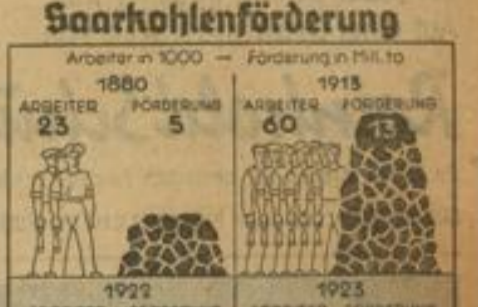 Saarkohlenförderung
Arbeiter in 1000 — Förderung in Mill. to
1880 1913
ARBEITER FÖRDERUNG ARBEITER FÖRDERUNG
23 5 60 13
1922 1923